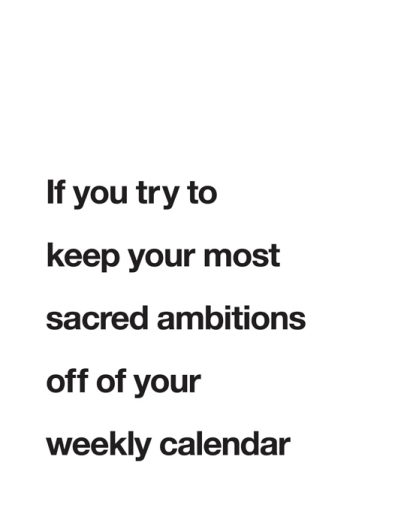 If you try to
keep your most
sacred ambitions
off of your
weekly calendar